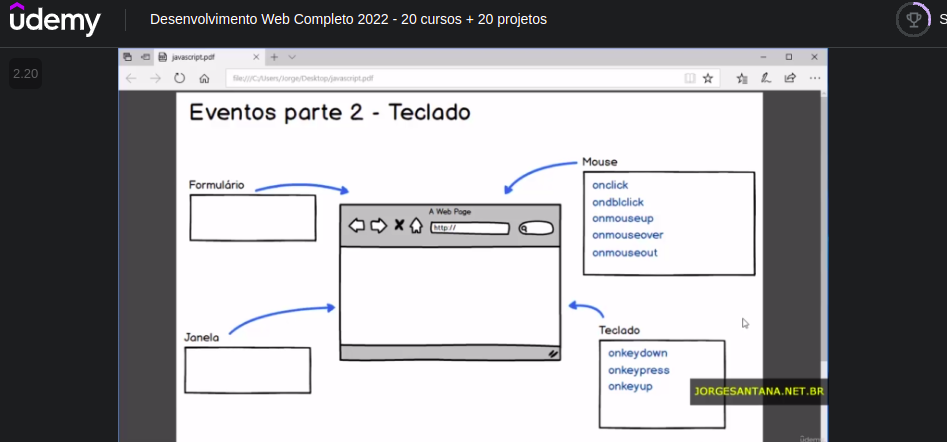 ûdemy
Desenvolvimento Web Completo 2022 - 20 cursos + 20 projetos
S
2.20
javascript.pdf
file:///C:/Users/Jorge/Desktop/javascript.pdf
Eventos parte 2 - Teclado
Formulário
Mouse
onclick
ondblclick
onmouseup
onmouseover
onmouseout
A Web Page
http://
Janela
Teclado
onkeydown
onkeypress
onkeyup
JORGESANTANA.NET.BR
ûdemy